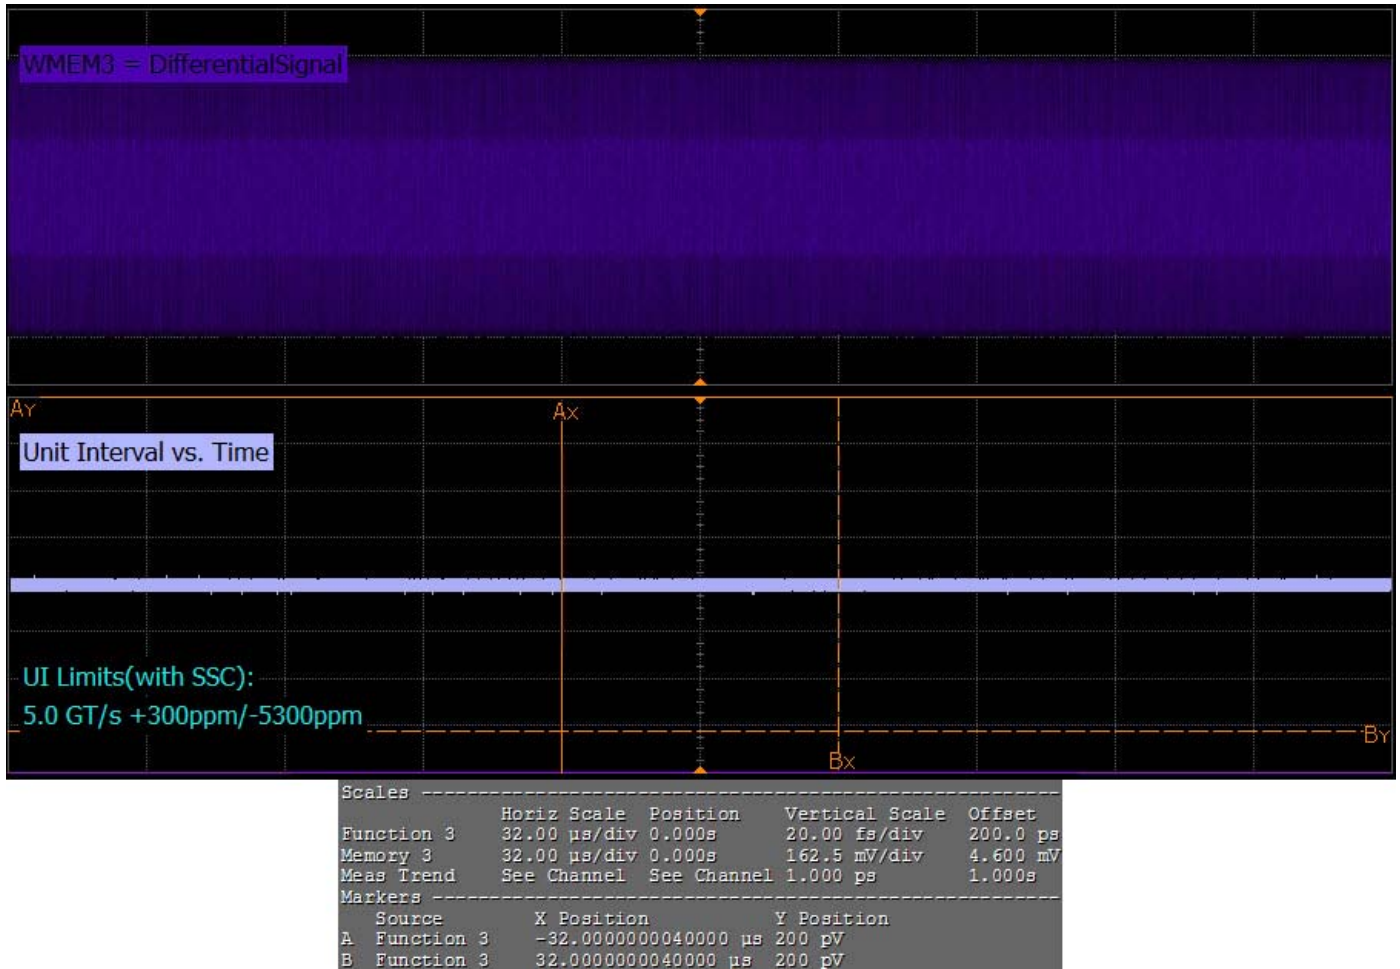 WMEM3 = DifferentialSignal
AY
AX
Unit Interval vs. Time
UI Limits(with SSC):
5.0 GT/s +300ppm/-5300ppm
BY
BX
Scales
Horiz Scale Position Vertical Scale Offset
Function 3 32.00 µs/div 0.000s 20.00 fs/div 200.0 ps
Memory 3 32.00 µs/div 0.000s 162.5 mV/div 4.600 mV
Meas Trend See Channel See Channel 1.000 ps 1.000s
Markers
Source X Position Y Position
A Function 3 -32.0000000040000 µs 200 pV
B Function 3 32.0000000040000 µs 200 pV